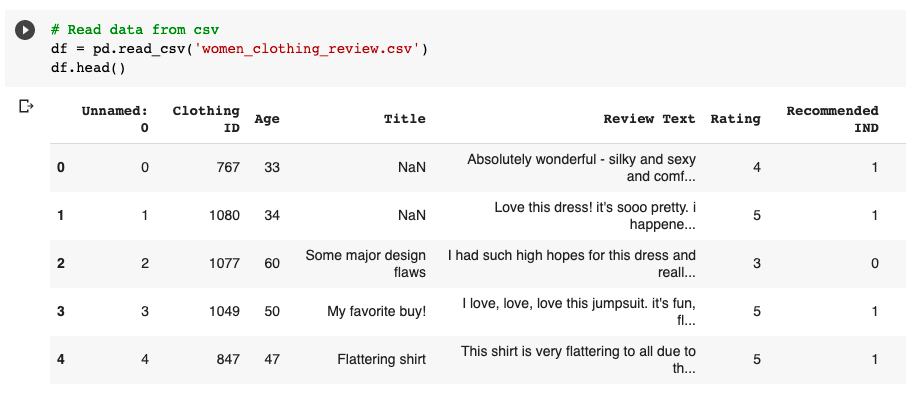 # Read data from csv
df = pd.read_csv('women_clothing_review.csv')
df.head()
Unnamed: 0 Clothing ID Age Title Review Text Rating Recommended IND
0 0 767 33 NaN Absolutely wonderful - silky and sexy and comf... 4 1
1 1 1080 34 NaN Love this dress! it's sooo pretty. i happene... 5 1
2 2 1077 60 Some major design flaws I had such high hopes for this dress and reall... 3 0
3 3 1049 50 My favorite buy! I love, love, love this jumpsuit. it's fun, fl... 5 1
4 4 847 47 Flattering shirt This shirt is very flattering to all due to th... 5 1